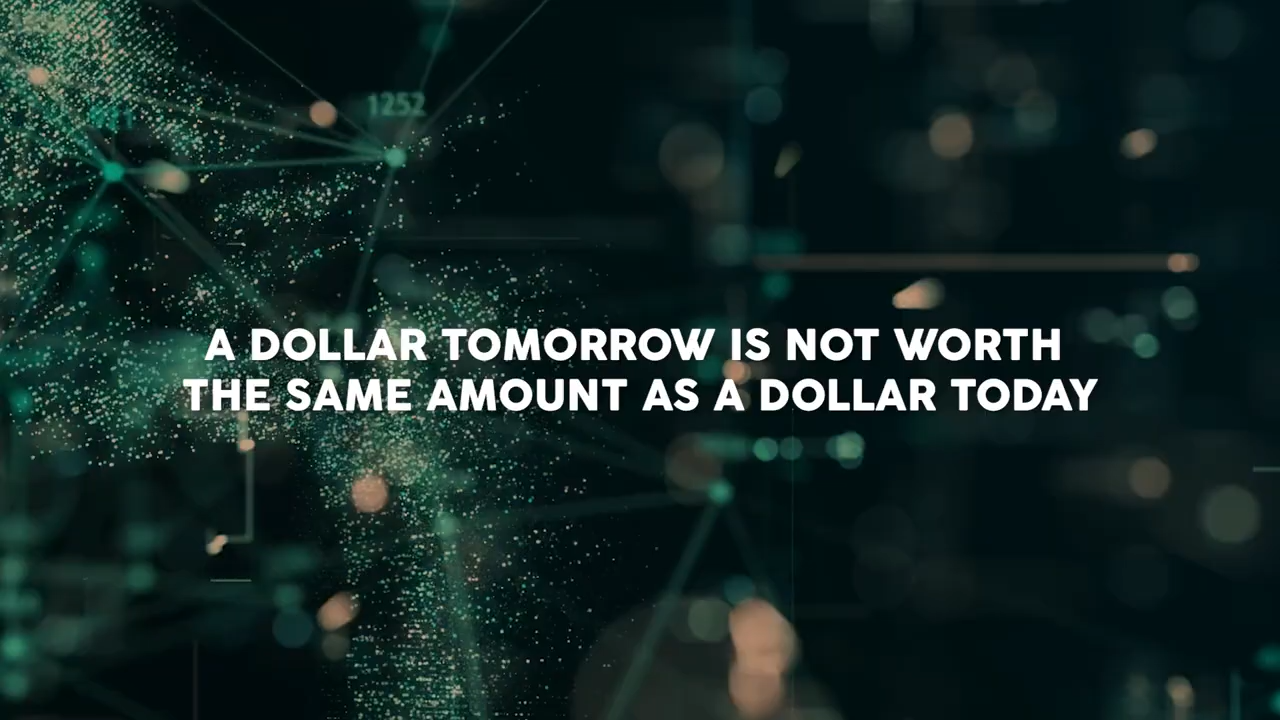 1252
A DOLLAR TOMORROW IS NOT WORTH
THE SAME AMOUNT AS A DOLLAR TODAY